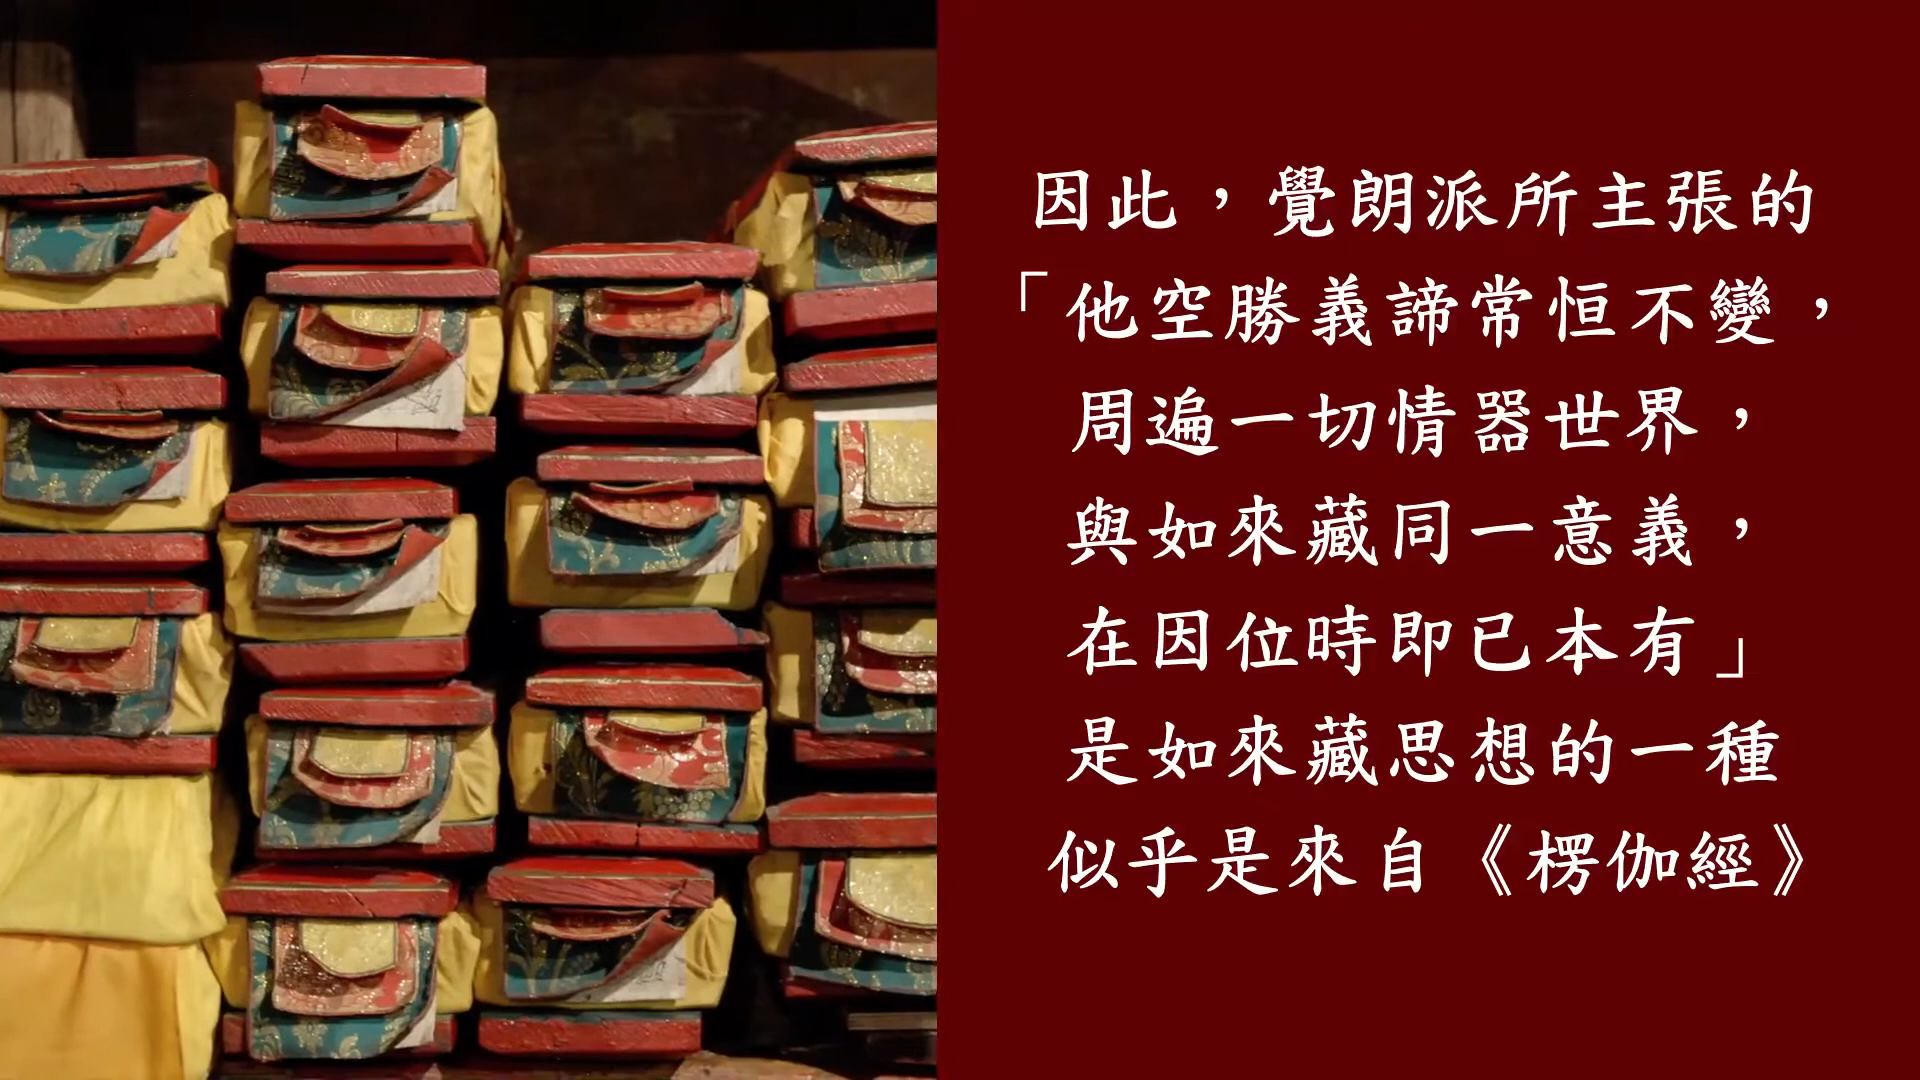 因此，覺朗派所主張的
「他空勝義諦常恒不變，
周遍一切情器世界，
與如來藏同一意義，
在因位時即已本有」
是如來藏思想的一種
似乎是來自《楞伽經》